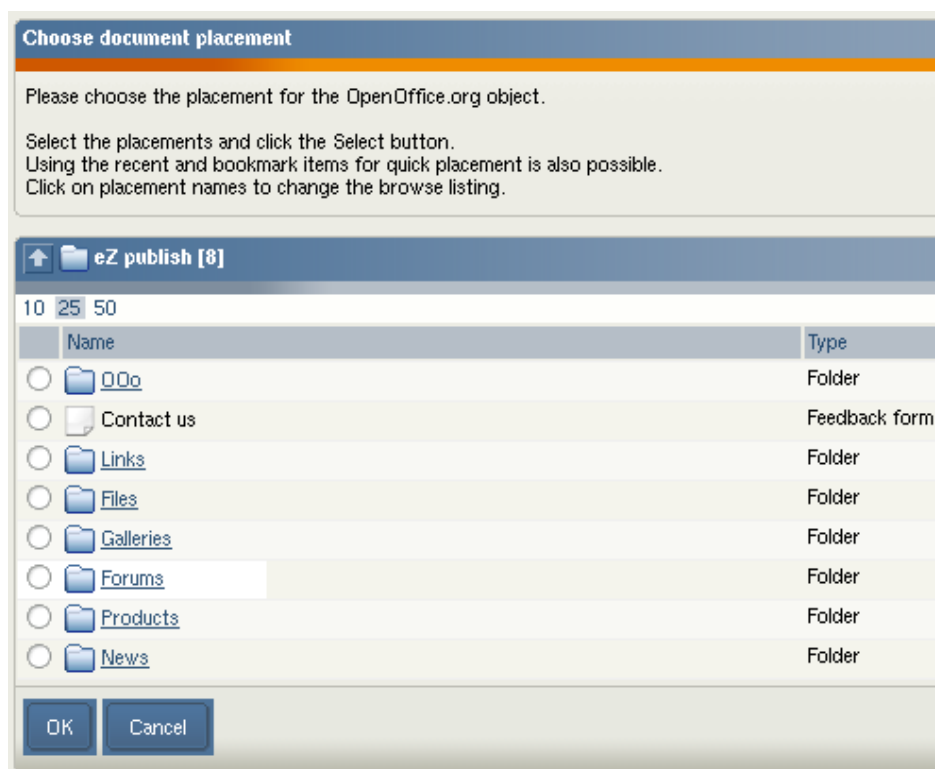 Choose document placement
Please choose the placement for the OpenOffice.org object.
Select the placements and click the Select button.
Using the recent and bookmark items for quick placement is also possible.
Click on placement names to change the browse listing.
eZ publish [8]
10 25 50
Name Type
OOo Folder
Contact us Feedback form
Links Folder
Files Folder
Galleries Folder
Forums Folder
Products Folder
News Folder
OK Cancel